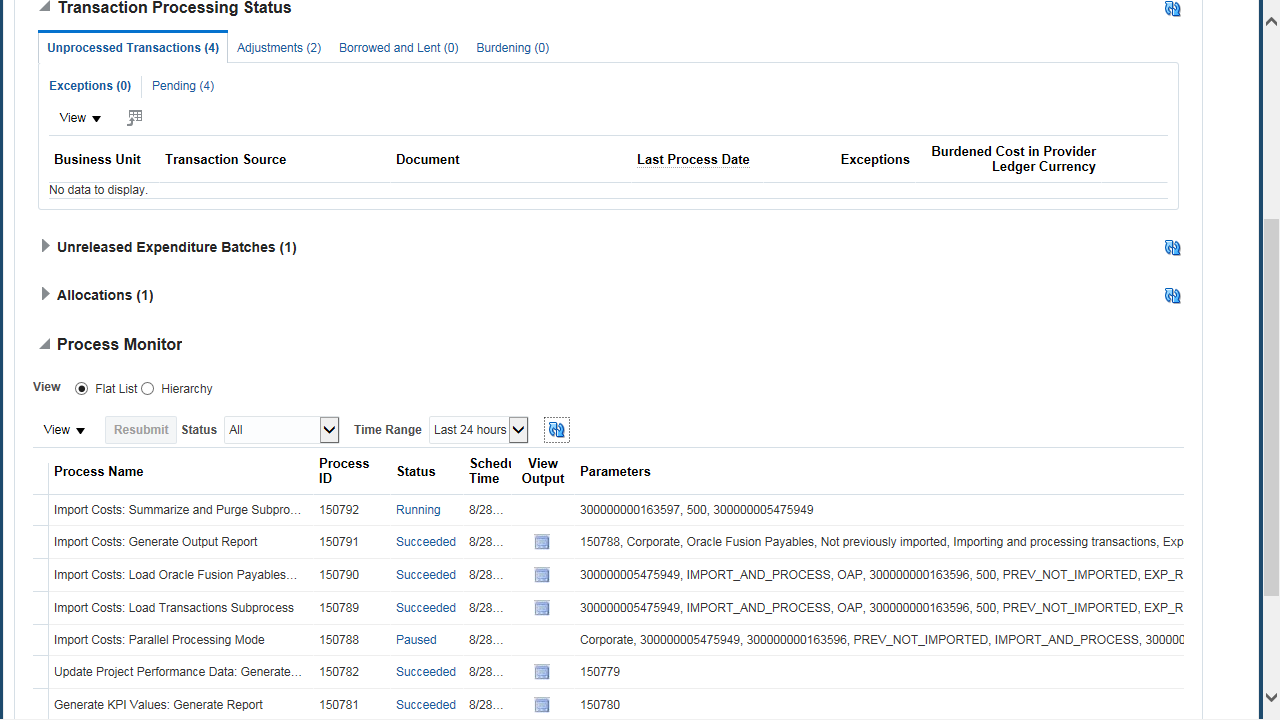 Transaction Processing Status
Unprocessed Transactions (4) Adjustments (2) Borrowed and Lent (0) Burdening (0)
Exceptions (0) Pending (4)
View
Business Unit Transaction Source Document Last Process Date Exceptions Burdened Cost in Provider
Ledger Currency
No data to display.
Unreleased Expenditure Batches (1)
Allocations (1)
Process Monitor
View Flat List Hierarchy
View Resubmit Status All Time Range Last 24 hours
Process Name Process ID Status Schedu Time View Output Parameters
Import Costs: Summarize and Purge Subpro... 150792 Running 8/28... 300000000163597, 500, 300000005475949
Import Costs: Generate Output Report 150791 Succeeded 8/28... 150788, Corporate, Oracle Fusion Payables, Not previously imported, Importing and processing transactions, Exp
Import Costs: Load Oracle Fusion Payables... 150790 Succeeded 8/28... 300000005475949, IMPORT_AND_PROCESS, OAP, 300000000163596, 500, PREV_NOT_IMPORTED, EXP_R
Import Costs: Load Transactions Subprocess 150789 Succeeded 8/28... 300000005475949, IMPORT_AND_PROCESS, OAP, 300000000163596, 500, PREV_NOT_IMPORTED, EXP_R
Import Costs: Parallel Processing Mode 150788 Paused 8/28... Corporate, 300000005475949, 300000000163596, PREV_NOT_IMPORTED, IMPORT_AND_PROCESS, 300000
Update Project Performance Data: Generate... 150782 Succeeded 8/28... 150779
Generate KPI Values: Generate Report 150781 Succeeded 8/28... 150780